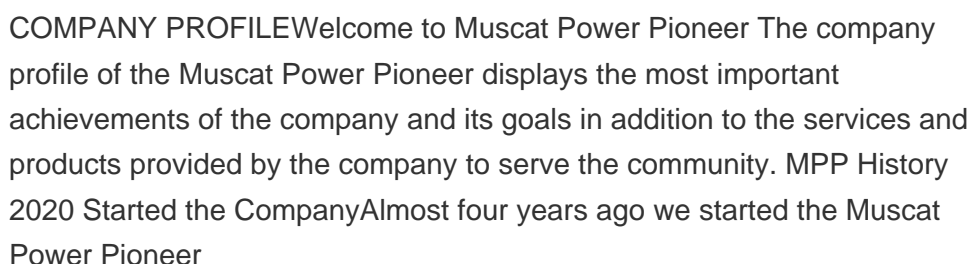 COMPANY PROFILEWelcome to Muscat Power Pioneer The company
profile of the Muscat Power Pioneer displays the most important
achievements of the company and its goals in addition to the services and
products provided by the company to serve the community. MPP History
2020 Started the CompanyAlmost four years ago we started the Muscat
Power Pioneer